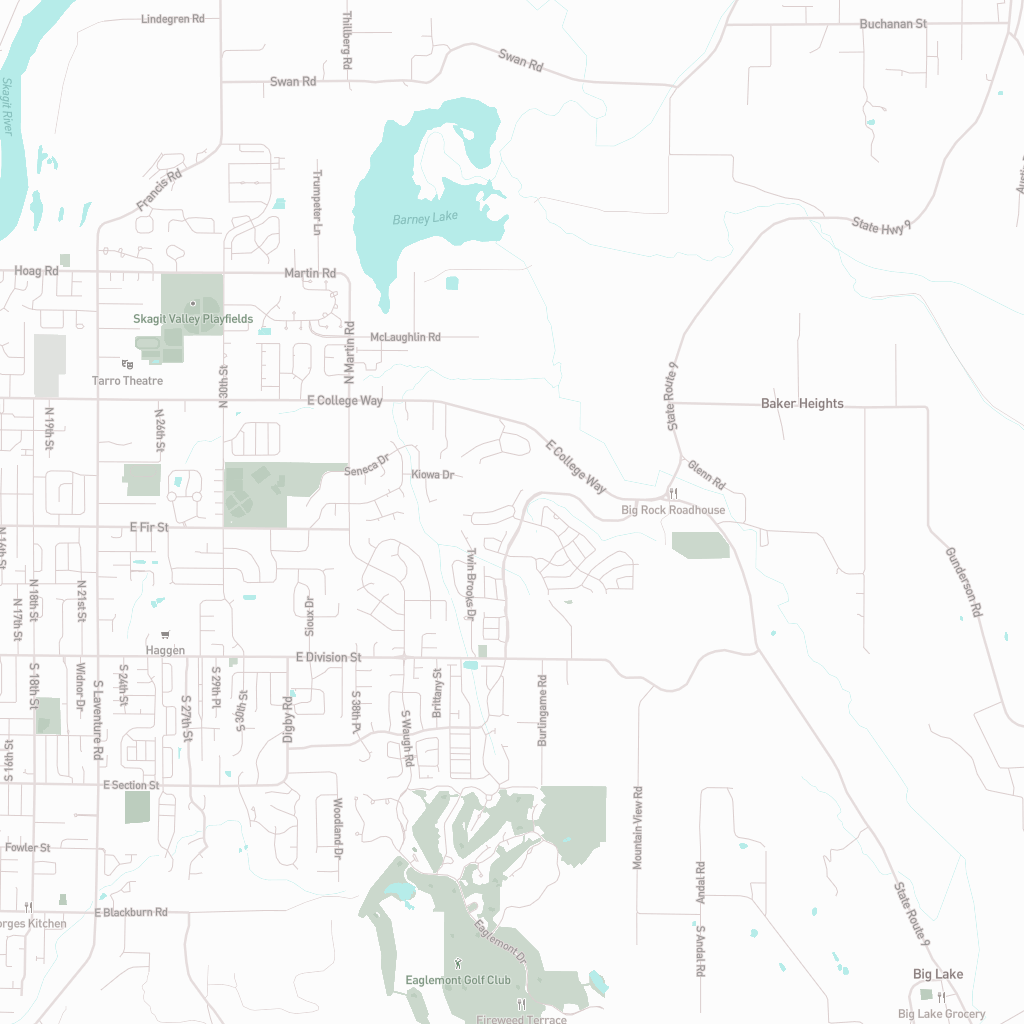 Lindegren Rd
Thillberg Rd
Buchanan St
Swan Rd
Swan Rd
Skagit River
Francis Rd
Trumpeter Ln
Barney Lake
State Hwy 9
Hoag Rd
Martin Rd
Skagit Valley Playfields
McLaughlin Rd
N Martin Rd
Tarro Theatre
N 30th St
State Route 9
E College Way
Baker Heights
N 19th St
N 26th St
E College Way
Seneca Dr
Kiowa Dr
Glenn Rd
Big Rock Roadhouse
E Fir St
N 16th St
Twin Brooks Dr
Gunderson Rd
N 18th St
N 21st St
N 17th St
Sioux Dr
Haggen
E Division St
S 18th St
Widnor Dr
S 24th St
S 29th Pl
S 30th St
Brittany St
S Laventure Rd
S 27th St
Digby Rd
S 38th Pl
S Waugh Rd
Burlingame Rd
S 16th St
E Section St
Woodland Dr
Mountain View Rd
Fowler St
Andal Rd
State Route 9
E Blackburn Rd
orges Kitchen
S Andal Rd
Eaglemont Dr
Eaglemont Golf Club
Big Lake
Fireweed Terrace
Big Lake Grocery